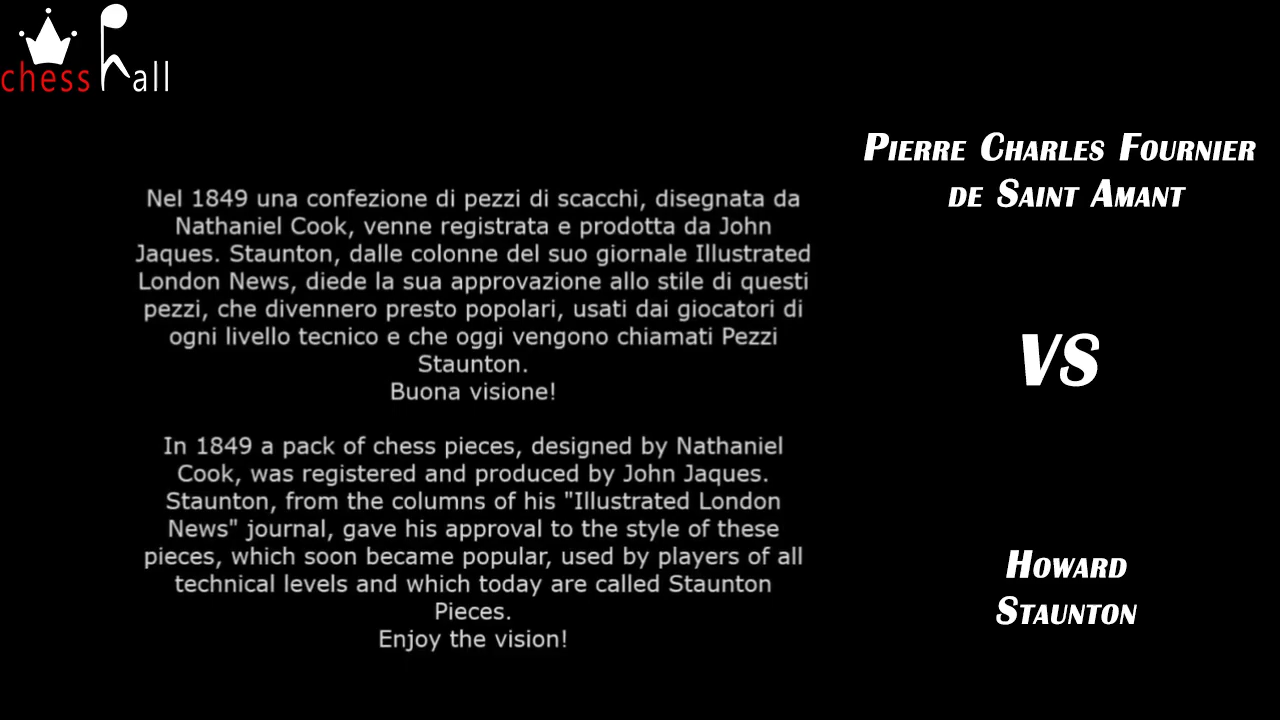 chess hall
Nel 1849 una confezione di pezzi di scacchi, disegnata da
Nathaniel Cook, venne registrata e prodotta da John
Jaques. Staunton, dalle colonne del suo giornale Illustrated
London News, diede la sua approvazione allo stile di questi
pezzi, che divennero presto popolari, usati dai giocatori di
ogni livello tecnico e che oggi vengono chiamati Pezzi
Staunton.
Buona visione!
In 1849 a pack of chess pieces, designed by Nathaniel
Cook, was registered and produced by John Jaques.
Staunton, from the columns of his "Illustrated London
News" journal, gave his approval to the style of these
pieces, which soon became popular, used by players of all
technical levels and which today are called Staunton
Pieces.
Enjoy the vision!
Pierre Charles Fournier
de Saint Amant
VS
Howard
Staunton